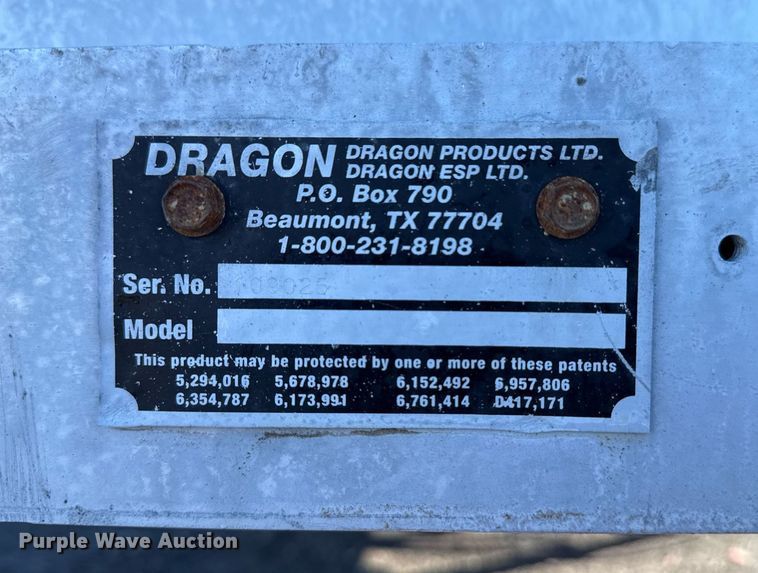 DRAGON DRAGON PRODUCTS LTD.
DRAGON ESP LTD.
P.O. Box 790
Beaumont, TX 77704
1-800-231-8198
Ser. No.
Model
This product may be protected by one or more of these patents
5,294,016 5,678,978 6,152,492 6,957,806
6,354,787 6,173,991 6,761,414 D417,171
Purple Wave Auction